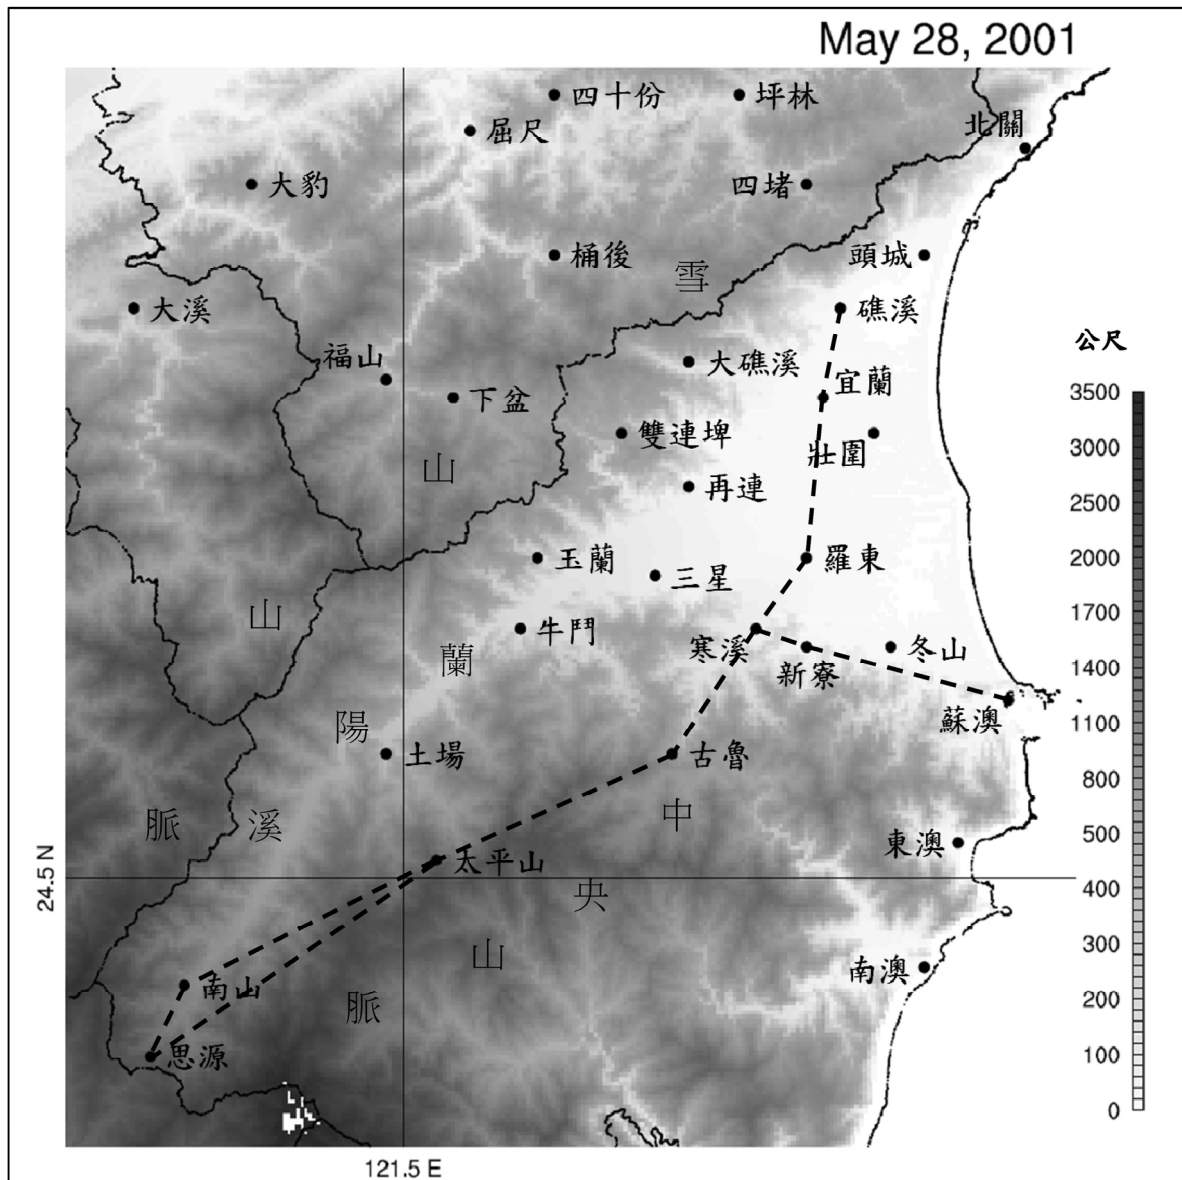 May 28, 2001
四十份
坪林
屈尺
北關
大豹
四堵
桶後
頭城
雪
大溪
礁溪
公尺
福山
大礁溪
下盆
宜蘭
3500
雙連埤
壯圍
3000
山
再連
2500
玉蘭
三星
羅東
2000
山
牛鬥
寒溪
新寮
冬山
1700
蘭
1400
陽
蘇澳
1100
土場
古魯
800
脈
溪
中
東澳
500
太平山
24.5 N
央
400
山
南澳
300
南山
脈
200
思源
100
0
121.5 E